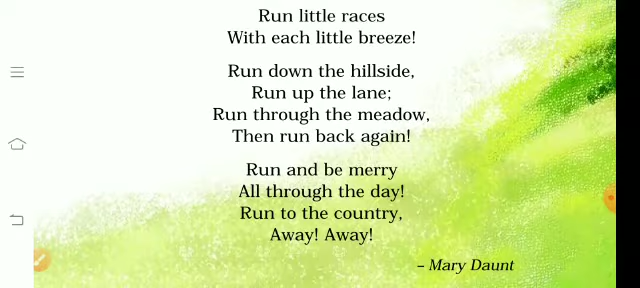 Run little races
With each little breeze!
Run down the hillside,
Run up the lane;
Run through the meadow,
Then run back again!
Run and be merry
All through the day!
Run to the country,
Away! Away!
– Mary Daunt